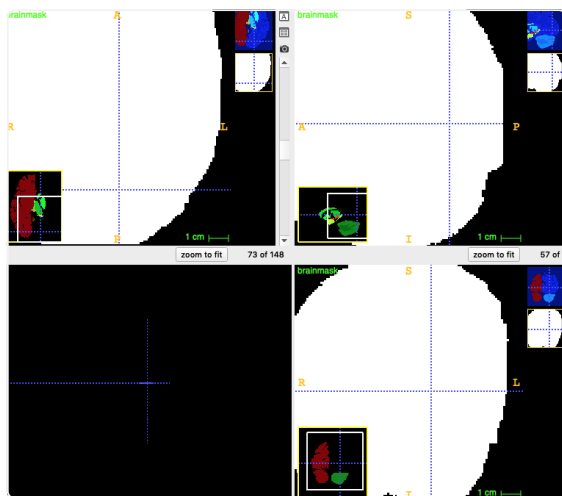 brainmask
A
A
R
L
P
1 cm
zoom to fit
73 of 148
S
A
P
I
1 cm
zoom to fit
57 of
brainmask
S
R
L
I
1 cm